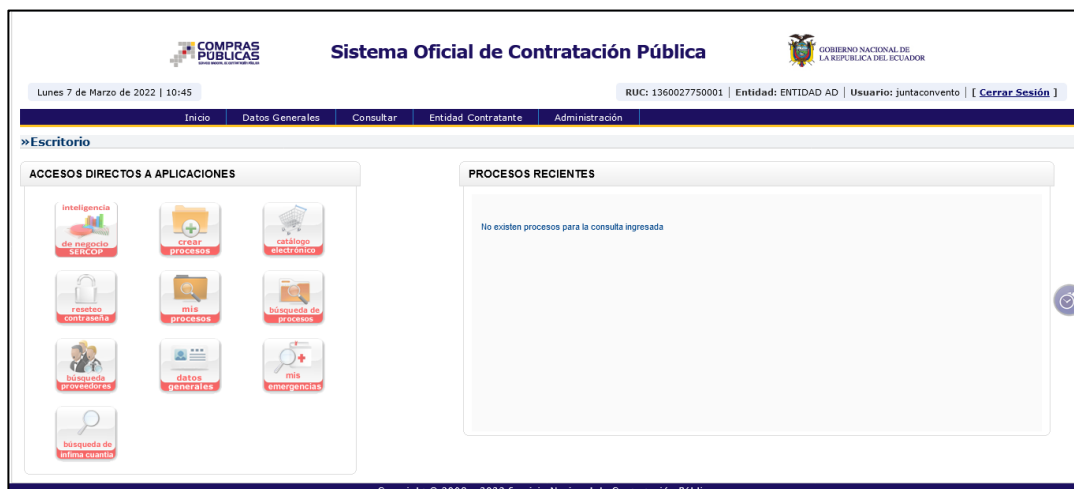 COMPRAS
PÚBLICAS
Sistema Oficial de Contratación Pública
GOBIERNO NACIONAL DE
LA REPUBLICA DEL ECUADOR
Lunes 7 de Marzo de 2022 | 10:45
RUC: 1360027750001 | Entidad: ENTIDAD AD | Usuario: juntaconvento | [ Cerrar Sesión ]
Inicio
Datos Generales
Consultar
Entidad Contratante
Administración
»Escritorio
ACCESOS DIRECTOS A APLICACIONES
inteligencia
de negocio
SERCOP
crear
procesos
catálogo
electrónico
reseteo
contraseña
mis
procesos
búsqueda de
procesos
búsqueda
proveedores
datos
generales
mis
emergencias
búsqueda de
ínfima cuantía
PROCESOS RECIENTES
No existen procesos para la consulta ingresada